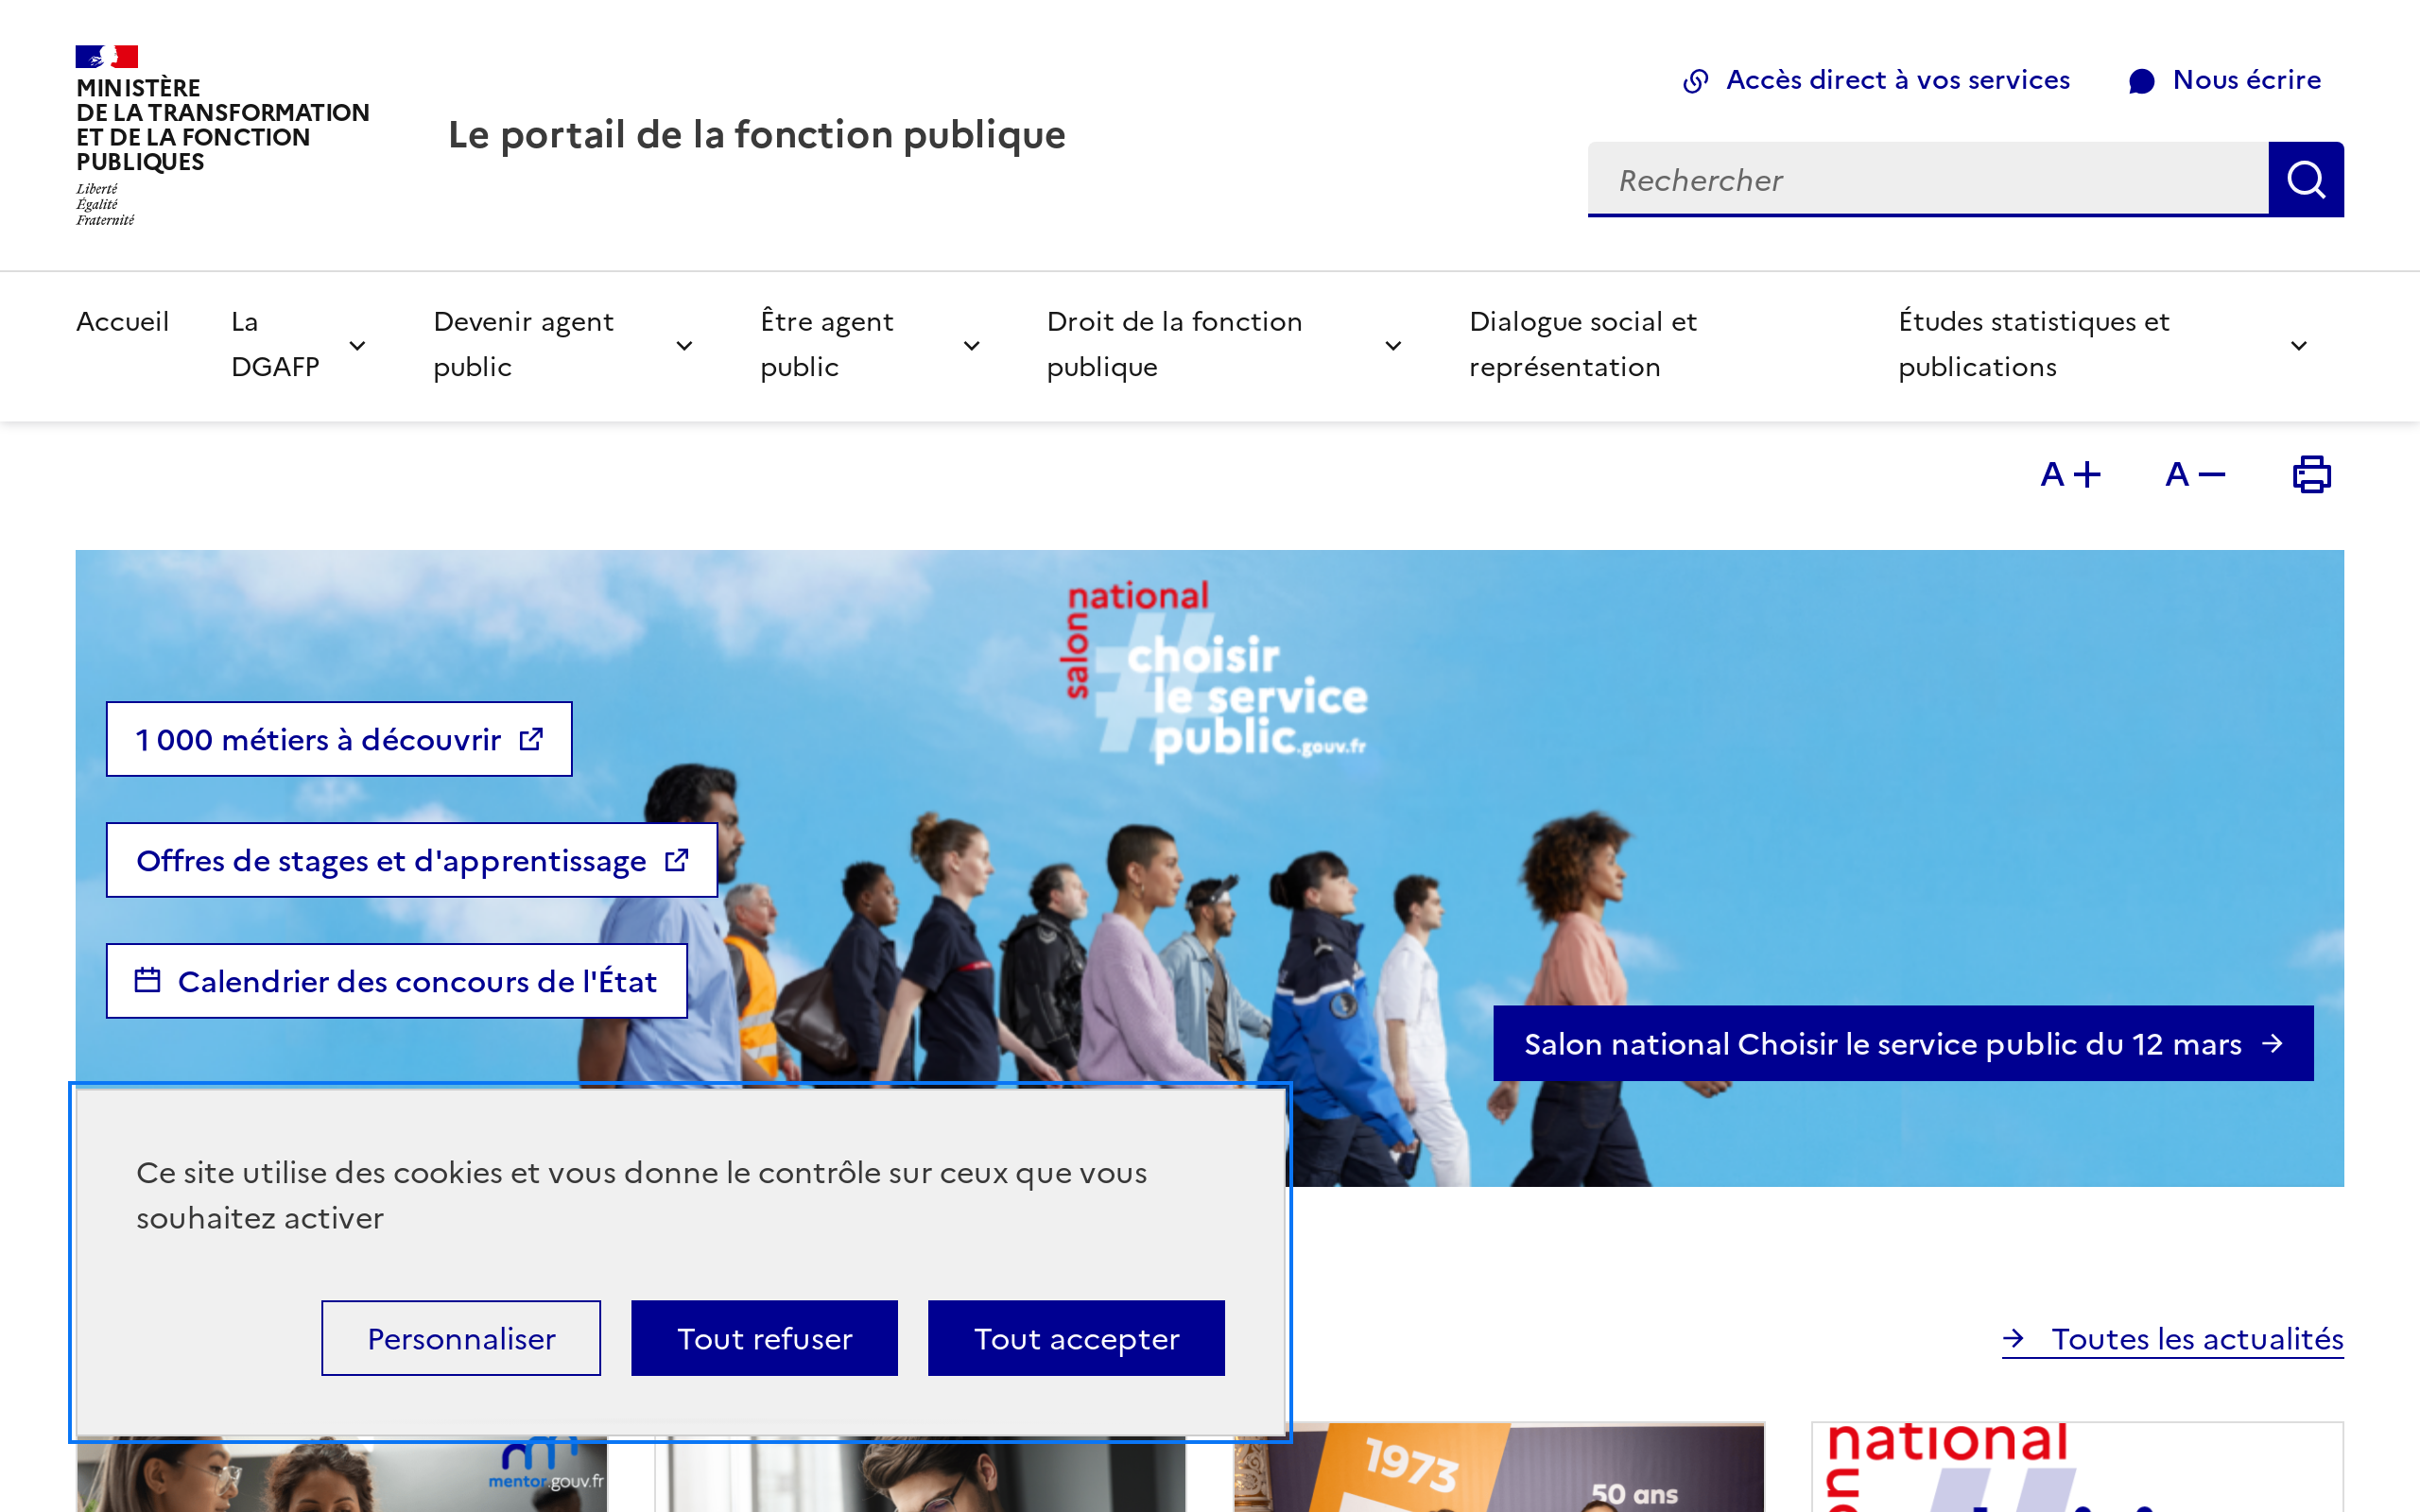 MINISTÈRE
DE LA TRANSFORMATION
ET DE LA FONCTION
PUBLIQUES
Liberté
Égalité
Fraternité
Le portail de la fonction publique
Accès direct à vos services
Nous écrire
Rechercher
Accueil
La
DGAFP
Devenir agent
public
Être agent
public
Droit de la fonction
publique
Dialogue social et
représentation
Études statistiques et
publications
A +
A −
salon
national
# choisir
le service
public.gouv.fr
1 000 métiers à découvrir
Offres de stages et d'apprentissage
Calendrier des concours de l'État
Salon national Choisir le service public du 12 mars
Ce site utilise des cookies et vous donne le contrôle sur ceux que vous
souhaitez activer
Personnaliser
Tout refuser
Tout accepter
Toutes les actualités
mentor.gouv.fr
1973
50 ans
national